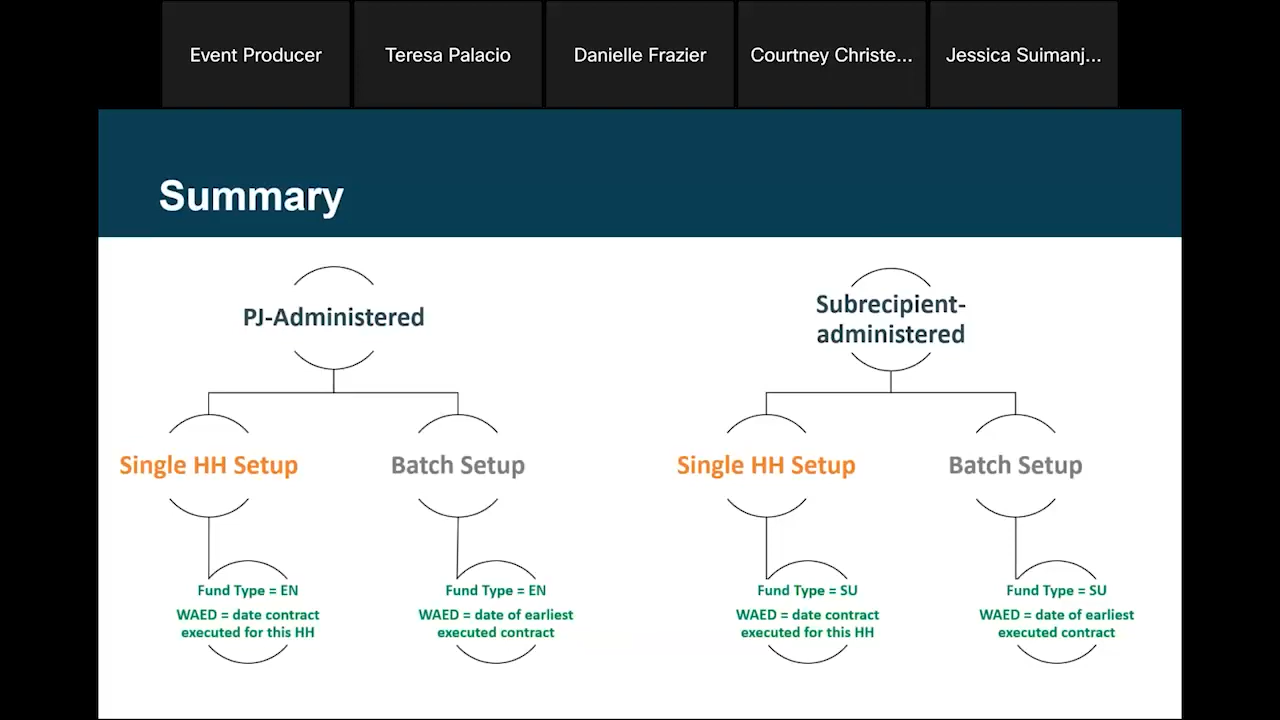 Event Producer
Teresa Palacio
Danielle Frazier
Courtney Christe...
Jessica Suimanj...
Summary
PJ-Administered
Subrecipient-
administered
Single HH Setup
Batch Setup
Single HH Setup
Batch Setup
Fund Type = EN
WAED = date contract
executed for this HH
Fund Type = EN
WAED = date of earliest
executed contract
Fund Type = SU
WAED = date contract
executed for this HH
Fund Type = SU
WAED = date of earliest
executed contract